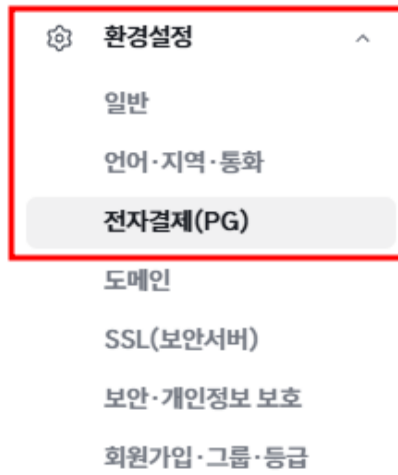 환경설정
일반
언어·지역·통화
전자결제(PG)
도메인
SSL(보안서버)
보안·개인정보 보호
회원가입·그룹·등급